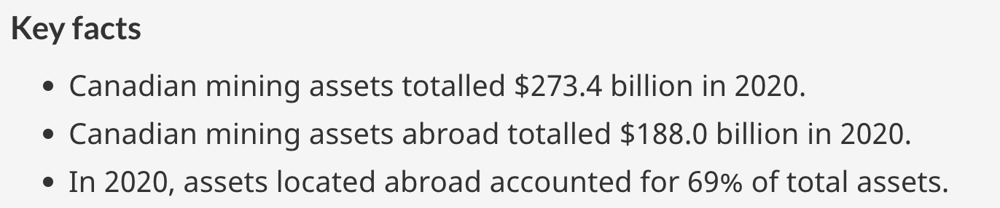 Key facts
• Canadian mining assets totalled $273.4 billion in 2020.
• Canadian mining assets abroad totalled $188.0 billion in 2020.
• In 2020, assets located abroad accounted for 69% of total assets.